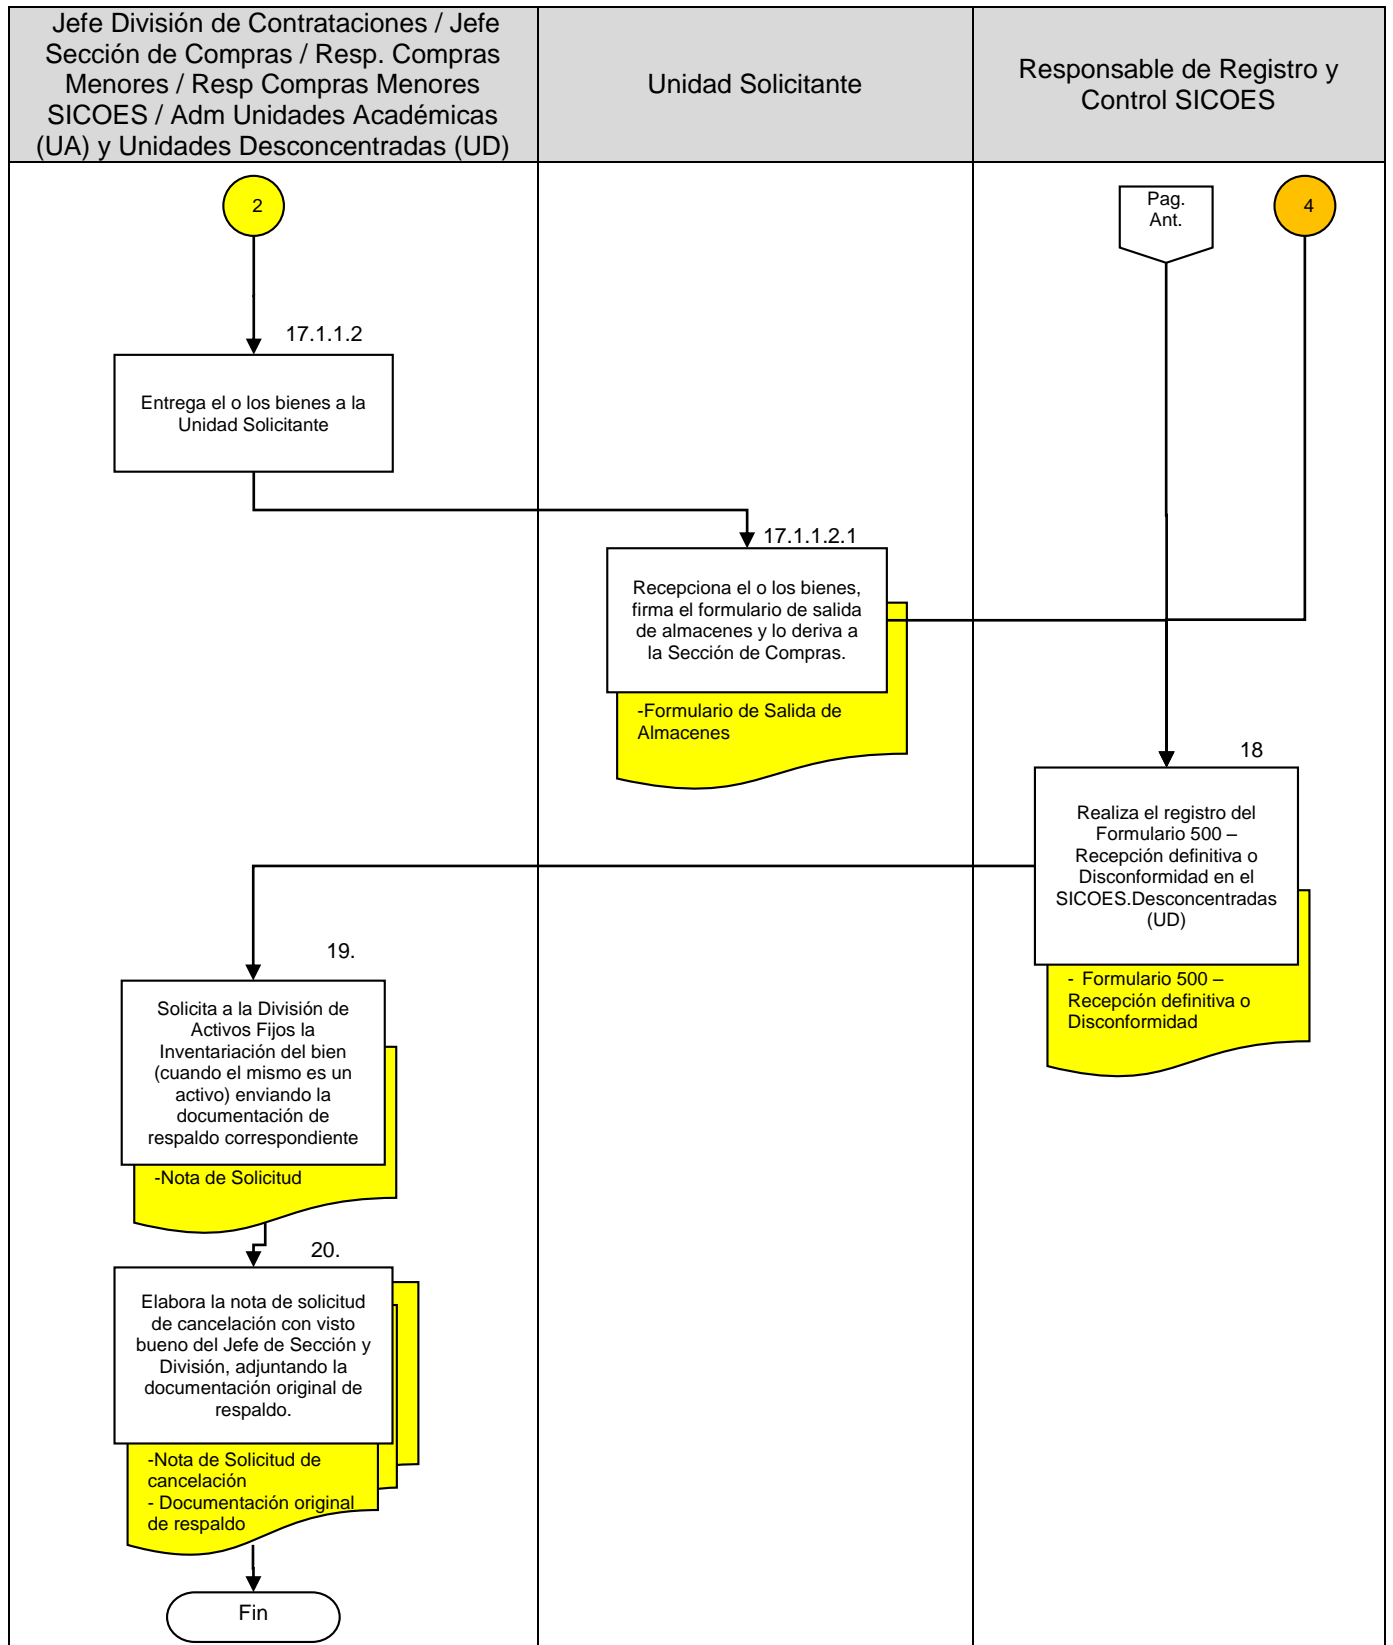 Jefe División de Contrataciones / Jefe
Sección de Compras / Resp. Compras
Menores / Resp Compras Menores
SICOES / Adm Unidades Académicas
(UA) y Unidades Desconcentradas (UD)
Unidad Solicitante
Responsable de Registro y
Control SICOES
2
Pag.
Ant.
4
17.1.1.2
Entrega el o los bienes a la
Unidad Solicitante
17.1.1.2.1
Recepciona el o los bienes,
firma el formulario de salida
de almacenes y lo deriva a
la Sección de Compras.
-Formulario de Salida de
Almacenes
18
Realiza el registro del
Formulario 500 –
Recepción definitiva o
Disconformidad en el
SICOES.Desconcentradas
(UD)
- Formulario 500 –
Recepción definitiva o
Disconformidad
19.
Solicita a la División de
Activos Fijos la
Inventariación del bien
(cuando el mismo es un
activo) enviando la
documentación de
respaldo correspondiente
-Nota de Solicitud
20.
Elabora la nota de solicitud
de cancelación con visto
bueno del Jefe de Sección y
División, adjuntando la
documentación original de
respaldo.
-Nota de Solicitud de
cancelación
- Documentación original
de respaldo
Fin